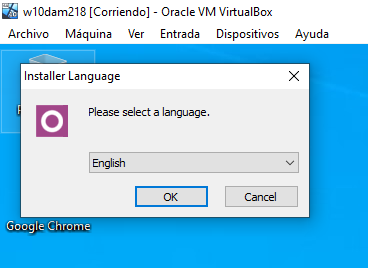 w10dam218 [Corriendo] - Oracle VM VirtualBox
Archivo Máquina Ver Entrada Dispositivos Ayuda
Installer Language
Please select a language.
English
OK Cancel
Google Chrome